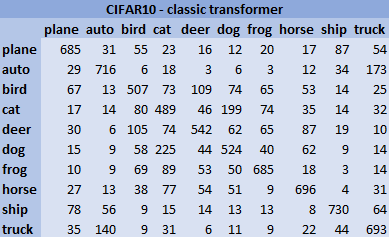 CIFAR10 - classic transformer
plane auto bird cat deer dog frog horse ship truck
plane 685 31 55 23 16 12 20 17 87 54
auto 29 716 6 18 3 6 3 12 34 173
bird 67 13 507 73 109 74 65 53 14 25
cat 17 14 80 489 46 199 74 35 14 32
deer 30 6 105 74 542 62 65 87 19 10
dog 15 9 58 225 44 524 40 62 9 14
frog 10 9 69 89 53 50 685 18 3 14
horse 27 13 38 77 54 51 9 696 4 31
ship 78 56 9 15 14 13 13 8 730 64
truck 35 140 9 31 6 11 9 22 44 693